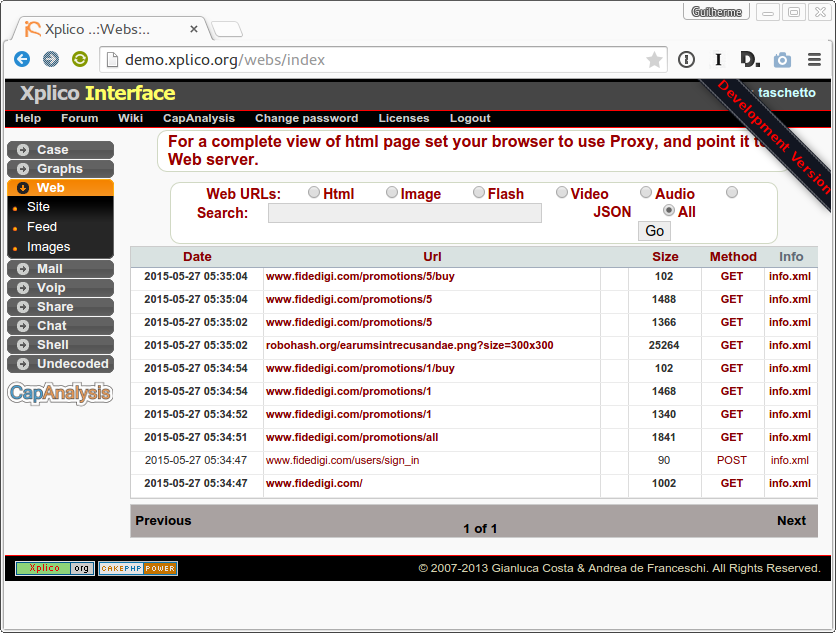 Guilherme
Xplico ..:Webs:..
demo.xplico.org/webs/index
Xplico Interface
taschetto
Development Version
Help Forum Wiki CapAnalysis Change password Licenses Logout
For a complete view of html page set your browser to use Proxy, and point it to
Web server.
Case
Graphs
Web
Site
Feed
Images
Mail
Voip
Share
Chat
Shell
Undecoded
CapAnalysis
Web URLs: Html Image Flash Video Audio
Search: JSON All
Go
Date Url Size Method Info
2015-05-27 05:35:04 www.fidedigi.com/promotions/5/buy 102 GET info.xml
2015-05-27 05:35:04 www.fidedigi.com/promotions/5 1488 GET info.xml
2015-05-27 05:35:02 www.fidedigi.com/promotions/5 1366 GET info.xml
2015-05-27 05:35:02 robohash.org/earumsintrecusandae.png?size=300x300 25264 GET info.xml
2015-05-27 05:34:54 www.fidedigi.com/promotions/1/buy 102 GET info.xml
2015-05-27 05:34:54 www.fidedigi.com/promotions/1 1468 GET info.xml
2015-05-27 05:34:52 www.fidedigi.com/promotions/1 1340 GET info.xml
2015-05-27 05:34:51 www.fidedigi.com/promotions/all 1841 GET info.xml
2015-05-27 05:34:47 www.fidedigi.com/users/sign_in 90 POST info.xml
2015-05-27 05:34:47 www.fidedigi.com/ 1002 GET info.xml
Previous 1 of 1 Next
Xplico org CAKEPHP POWER
© 2007-2013 Gianluca Costa & Andrea de Franceschi. All Rights Reserved.